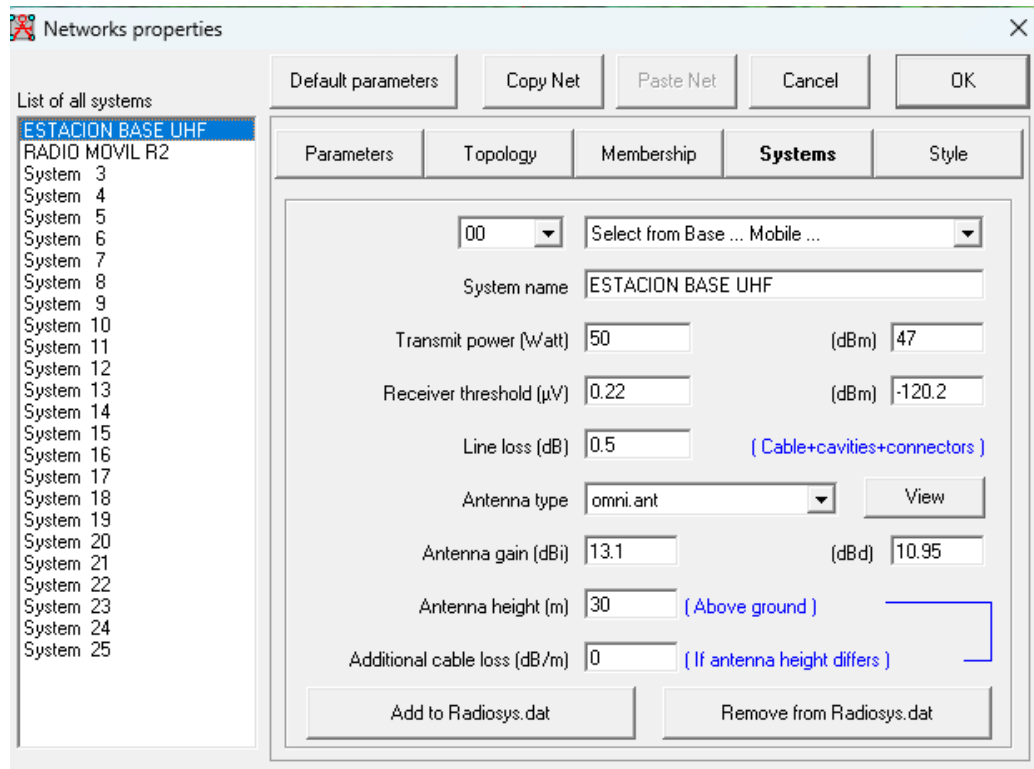 Networks properties
Default parameters
Copy Net
Paste Net
Cancel
OK
List of all systems
ESTACION BASE UHF
RADIO MOVIL R2
System 3
System 4
System 5
System 6
System 7
System 8
System 9
System 10
System 11
System 12
System 13
System 14
System 15
System 16
System 17
System 18
System 19
System 20
System 21
System 22
System 23
System 24
System 25
Parameters
Topology
Membership
Systems
Style
00 Select from Base ... Mobile ...
System name ESTACION BASE UHF
Transmit power (Watt) 50 (dBm) 47
Receiver threshold (µV) 0.22 (dBm) -120.2
Line loss (dB) 0.5 ( Cable+cavities+connectors )
Antenna type omni.ant View
Antenna gain (dBi) 13.1 (dBd) 10.95
Antenna height (m) 30 ( Above ground )
Additional cable loss (dB/m) 0 ( If antenna height differs )
Add to Radiosys.dat
Remove from Radiosys.dat